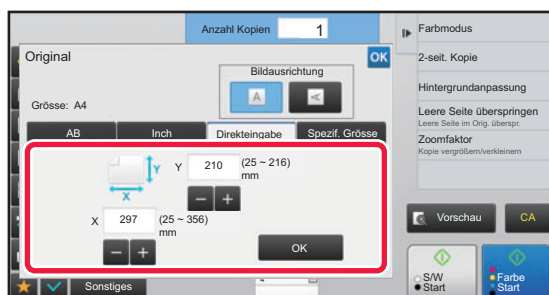 Anzahl Kopien 1
Original
OK
Bildausrichtung
A
A
Grösse: A4
AB
Inch
Direkteingabe
Spezif. Grösse
Y
X
Y 210 (25 ~ 216)
mm
X 297 (25 ~ 356)
mm
OK
Sonstiges
Farbmodus
2-seit. Kopie
Hintergrundanpassung
Leere Seite überspringen
Leere Seite im Orig. überspr.
Zoomfaktor
Kopie vergrößern/verkleinern
Vorschau
CA
S/W
Start
Farbe
Start